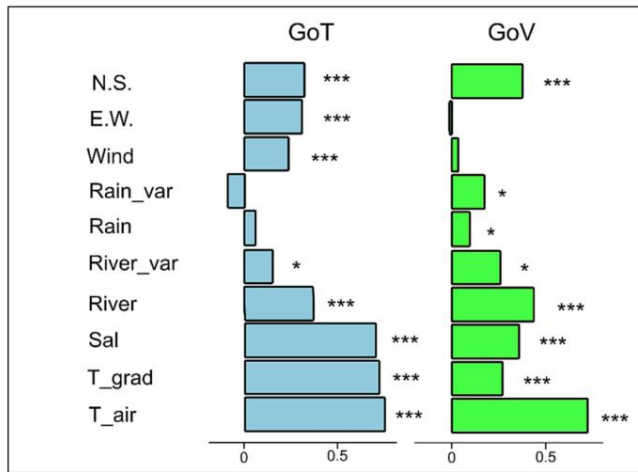 GoT GoV
N.S. *** ***
E.W. ***
Wind ***
Rain_var *
Rain *
River_var * *
River *** ***
Sal *** ***
T_grad *** ***
T_air *** ***
0 0.5 0 0.5